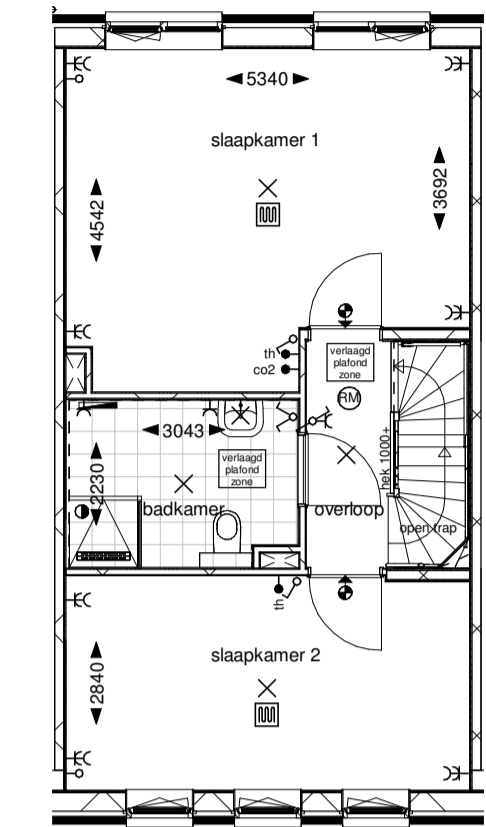 5340
slaapkamer 1
4542
3692
th
co2
verlaagd
plafond
zone
RM
3043
verlaagd
plafond
zone
hek 1000+
2230
badkamer
overloop
open trap
th
slaapkamer 2
2840